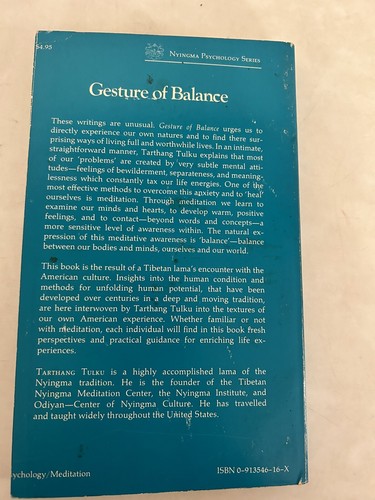 $4.95
NYINGMA PSYCHOLOGY SERIES
Gesture of Balance
These writings are unusual. Gesture of Balance urges us to
directly experience our own natures and to find there sur-
prising ways of living full and worthwhile lives. In an intimate,
straightforward manner, Tarthang Tulku explains that most
of our ‘problems’ are created by very subtle mental atti-
tudes—feelings of bewilderment, separateness, and meaning-
lessness which constantly tax our life energies. One of the
most effective methods to overcome this anxiety and to ‘heal’
ourselves is meditation. Through meditation we learn to
examine our minds and hearts, to develop warm, positive
feelings, and to contact—beyond words and concepts—a
more sensitive level of awareness within. The natural ex-
pression of this meditative awareness is ‘balance’—balance
between our bodies and minds, ourselves and our world.
This book is the result of a Tibetan lama's encounter with the
American culture. Insights into the human condition and
methods for unfolding human potential, that have been
developed over centuries in a deep and moving tradition,
are here interwoven by Tarthang Tulku into the textures of
our own American experience. Whether familiar or not
with meditation, each individual will find in this book fresh
perspectives and practical guidance for enriching life ex-
periences.
TARTHANG TULKU is a highly accomplished lama of the
Nyingma tradition. He is the founder of the Tibetan
Nyingma Meditation Center, the Nyingma Institute, and
Odiyan—Center of Nyingma Culture. He has travelled
and taught widely throughout the United States.
sychology/Meditation
ISBN 0-913546-16-X